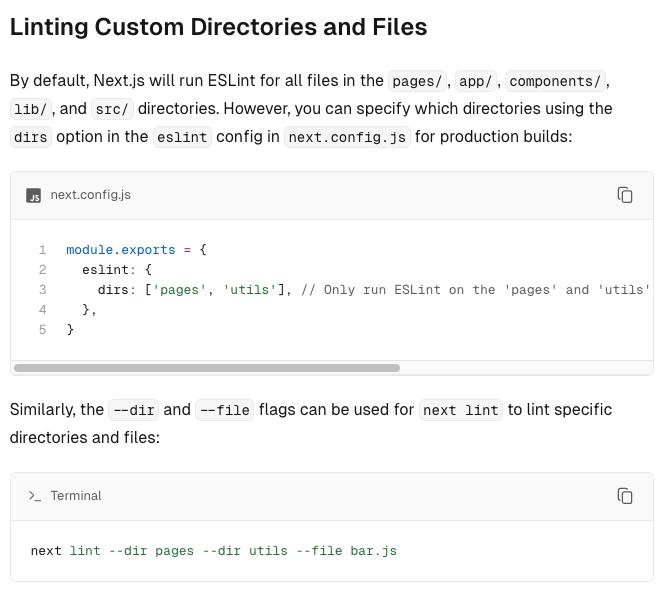 Linting Custom Directories and Files
By default, Next.js will run ESLint for all files in the pages/, app/, components/,
lib/, and src/ directories. However, you can specify which directories using the
dirs option in the eslint config in next.config.js for production builds:
JS next.config.js
1 module.exports = {
2   eslint: {
3     dirs: ['pages', 'utils'], // Only run ESLint on the 'pages' and 'utils'
4   },
5 }
Similarly, the --dir and --file flags can be used for next lint to lint specific
directories and files:
>_ Terminal
next lint --dir pages --dir utils --file bar.js